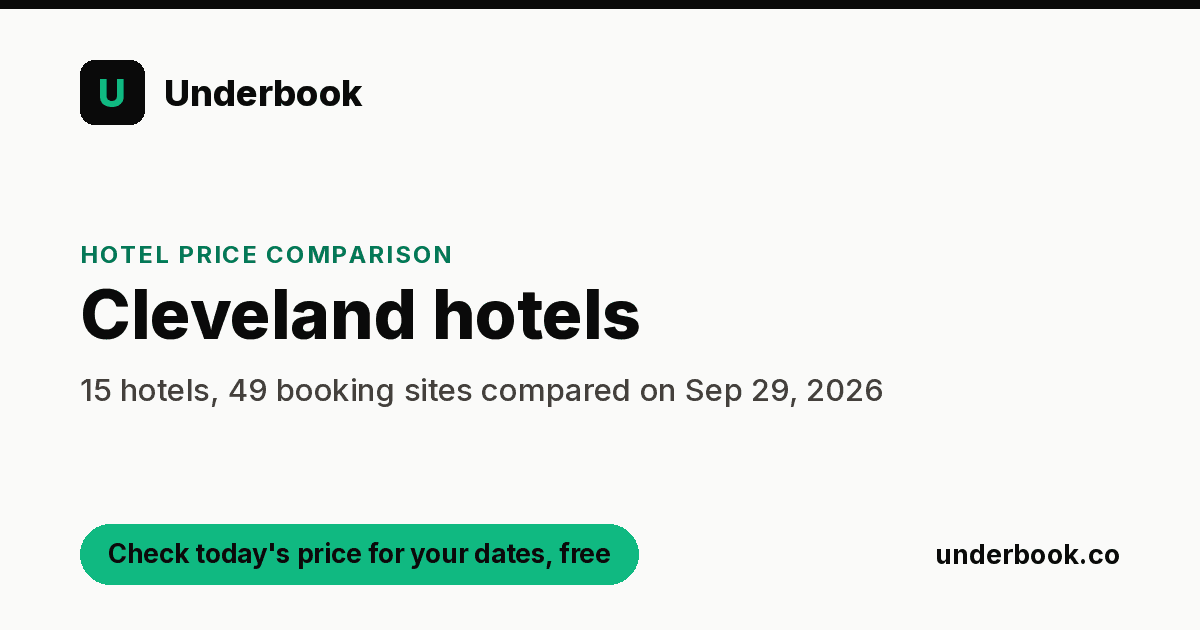 U Underbook
HOTEL PRICE COMPARISON
Cleveland hotels
15 hotels, 49 booking sites compared on Sep 29, 2026
Check today's price for your dates, free
underbook.co